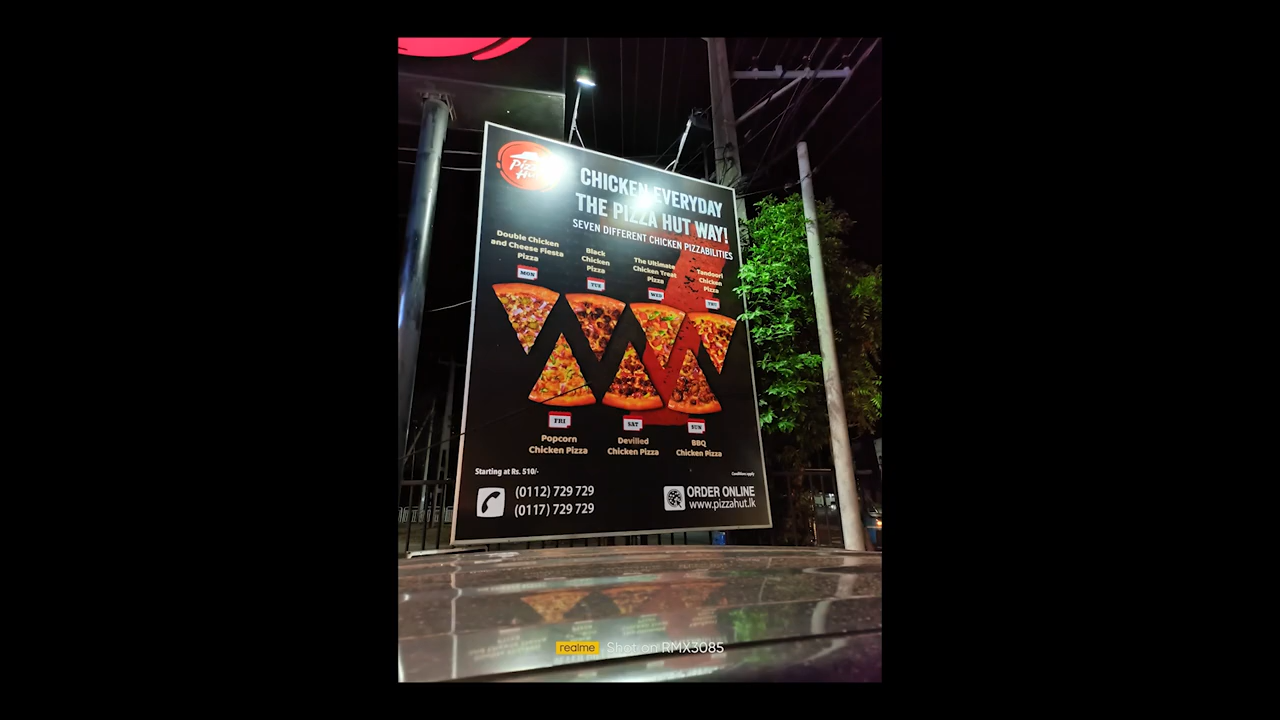 Pizza
Hut
CHICKEN EVERYDAY
THE PIZZA HUT WAY!
SEVEN DIFFERENT CHICKEN PIZZABILITIES
Double Chicken
and Cheese Fiesta
Pizza
MON
Black
Chicken
Pizza
TUE
The Ultimate
Chicken Treat
Pizza
WED
Tandoori
Chicken
Pizza
THU
FRI
Popcorn
Chicken Pizza
SAT
Devilled
Chicken Pizza
SUN
BBQ
Chicken Pizza
Starting at Rs. 510/-
Conditions apply
(0112) 729 729
(0117) 729 729
ORDER ONLINE
www.pizzahut.lk
realme Shot on RMX3085